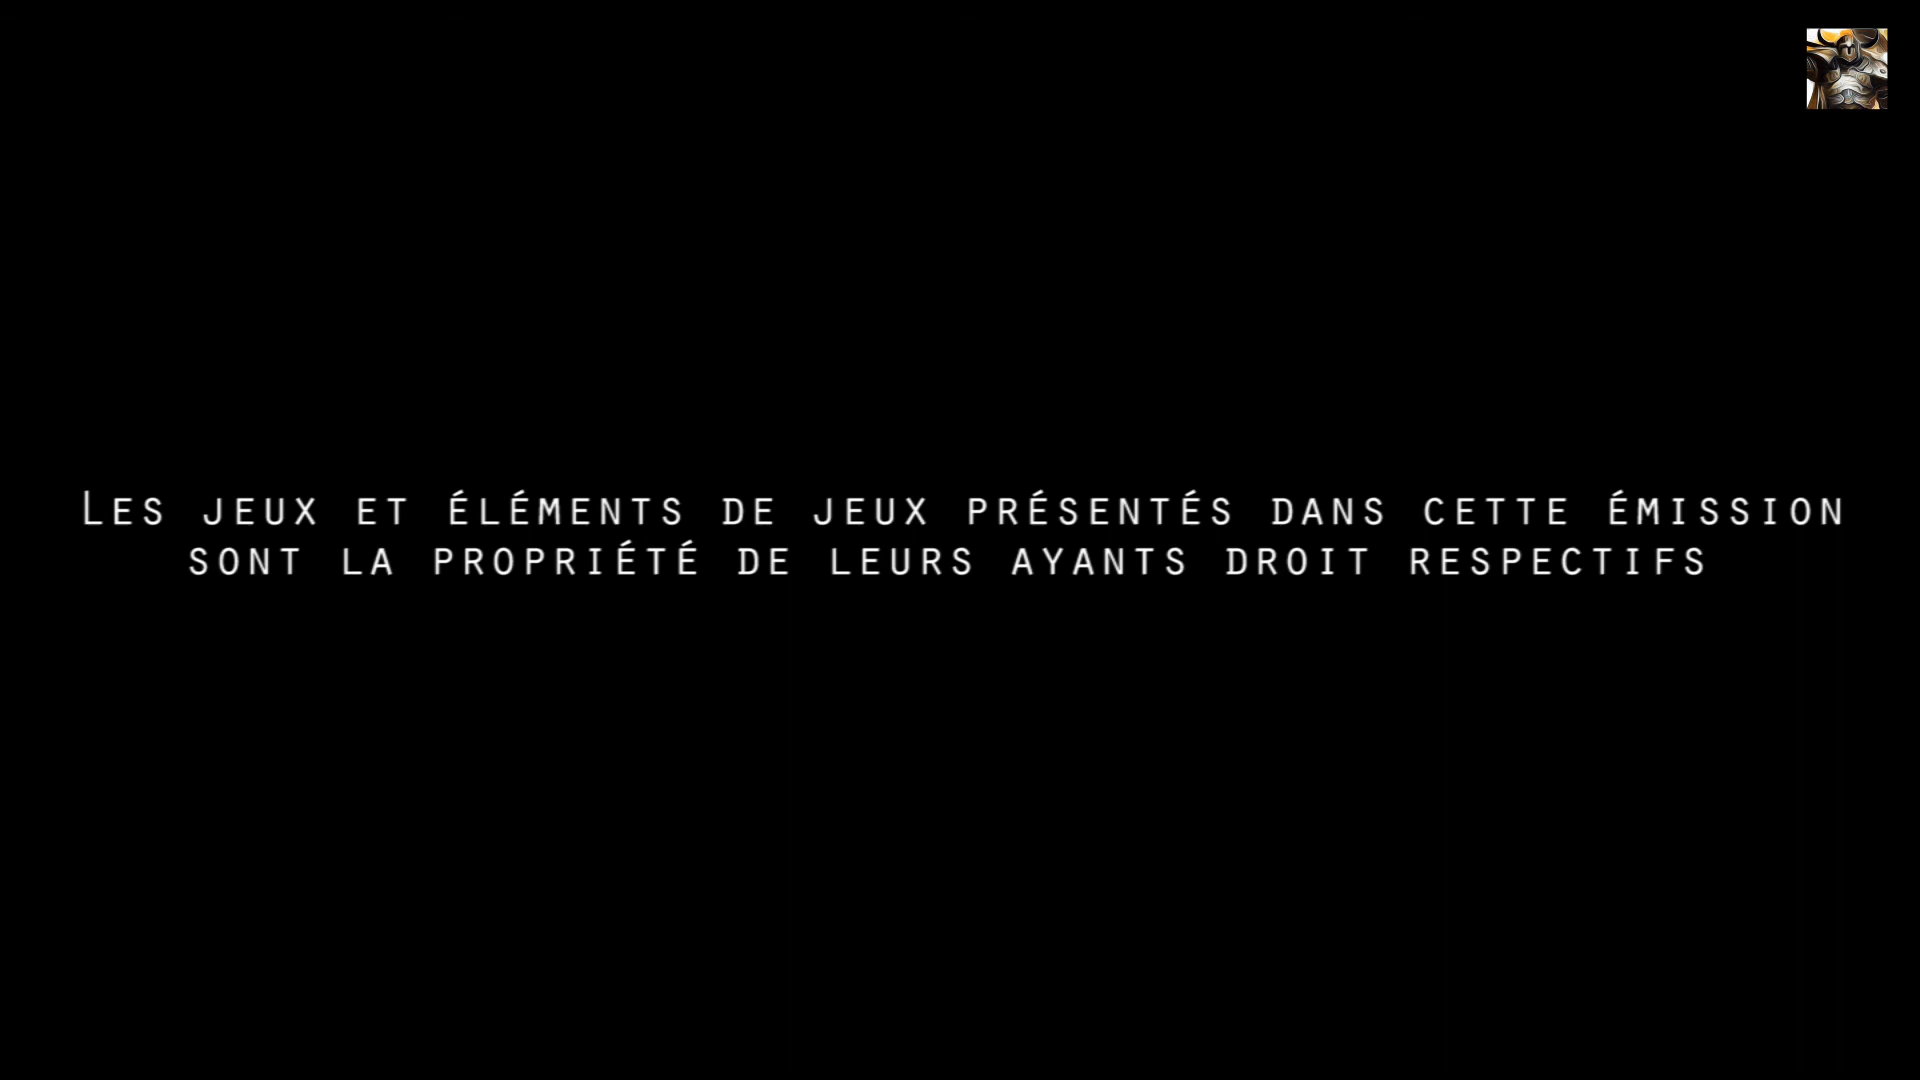 Les jeux et éléments de jeux présentés dans cette émission
sont la propriété de leurs ayants droit respectifs